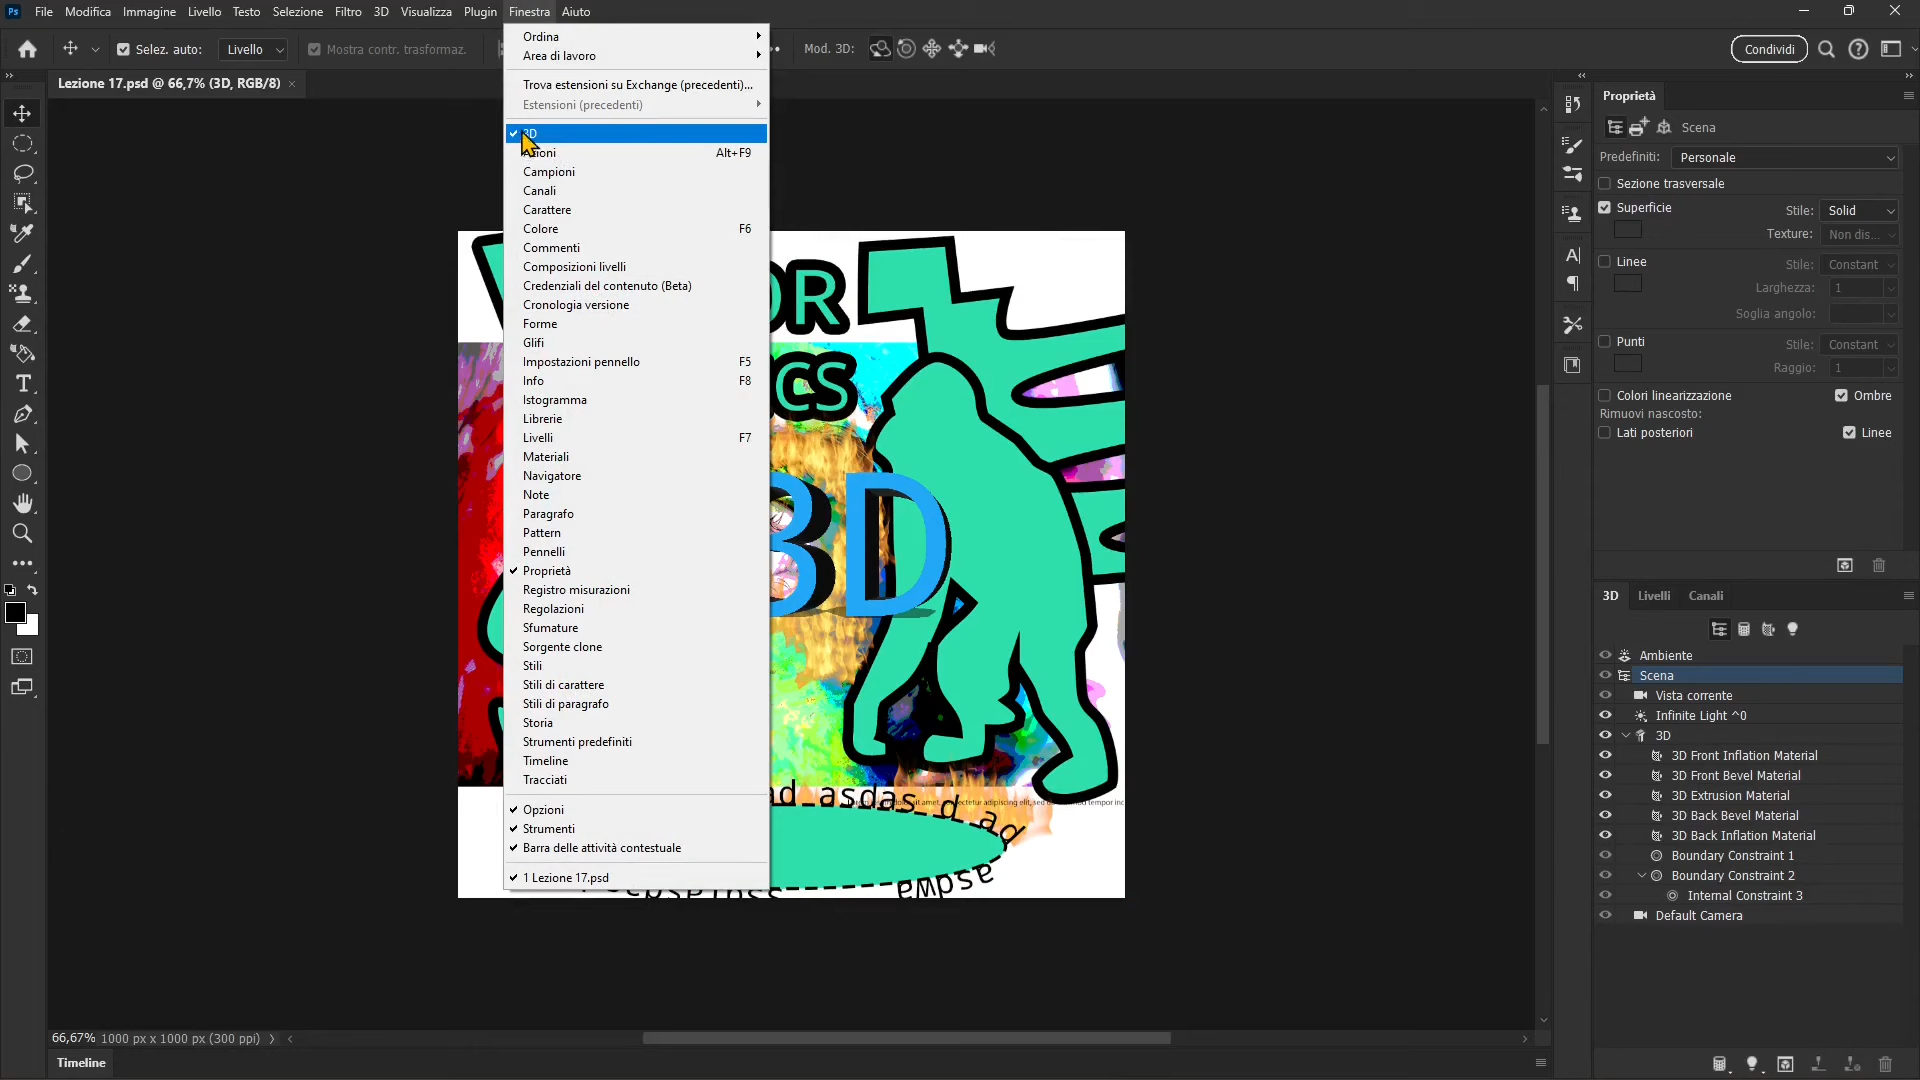 Ps File Modifica Immagine Livello Testo Selezione Filtro 3D Visualizza Plugin Finestra Aiuto
Selez. auto: Livello Mostra contr. trasformaz. Mod. 3D: Condividi
Lezione 17.psd @ 66,7% (3D, RGB/8)
Ordina
Area di lavoro
Trova estensioni su Exchange (precedenti)...
Estensioni (precedenti)
3D
Azioni Alt+F9
Campioni
Canali
Carattere
Colore F6
Commenti
Composizioni livelli
Credenziali del contenuto (Beta)
Cronologia versione
Forme
Glifi
Impostazioni pennello F5
Info F8
Istogramma
Librerie
Livelli F7
Materiali
Navigatore
Note
Paragrafo
Pattern
Pennelli
Proprietà
Registro misurazioni
Regolazioni
Sfumature
Sorgente clone
Stili
Stili di carattere
Stili di paragrafo
Storia
Strumenti predefiniti
Timeline
Tracciati
Opzioni
Strumenti
Barra delle attività contestuale
1 Lezione 17.psd
OR
CS
3D
ad asdas d ad
asdwa
Proprietà
Scena
Predefiniti: Personale
Sezione trasversale
Superficie Stile: Solid
Texture: Non dis...
Linee Stile: Constant
Larghezza: 1
Soglia angolo:
Punti Stile: Constant
Raggio: 1
Colori linearizzazione Ombre
Rimuovi nascosto:
Lati posteriori Linee
3D Livelli Canali
Ambiente
Scena
Vista corrente
Infinite Light ^0
3D
3D Front Inflation Material
3D Front Bevel Material
3D Extrusion Material
3D Back Bevel Material
3D Back Inflation Material
Boundary Constraint 1
Boundary Constraint 2
Internal Constraint 3
Default Camera
66,67% 1000 px x 1000 px (300 ppi)
Timeline